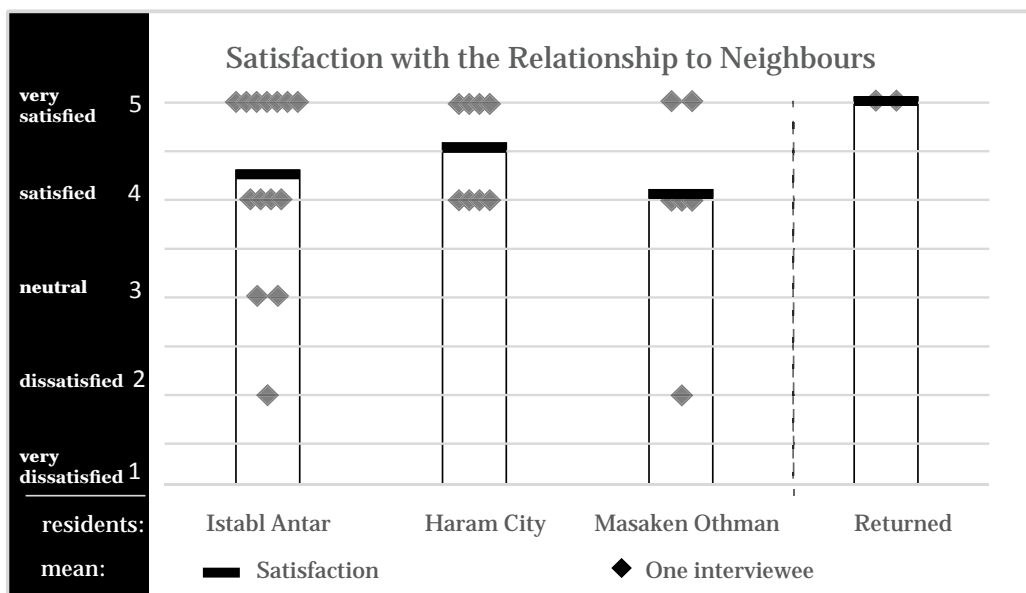 Satisfaction with the Relationship to Neighbours
very
satisfied 5
satisfied 4
neutral 3
dissatisfied 2
very
dissatisfied 1
residents: Istabl Antar Haram City Masaken Othman Returned
mean: Satisfaction One interviewee